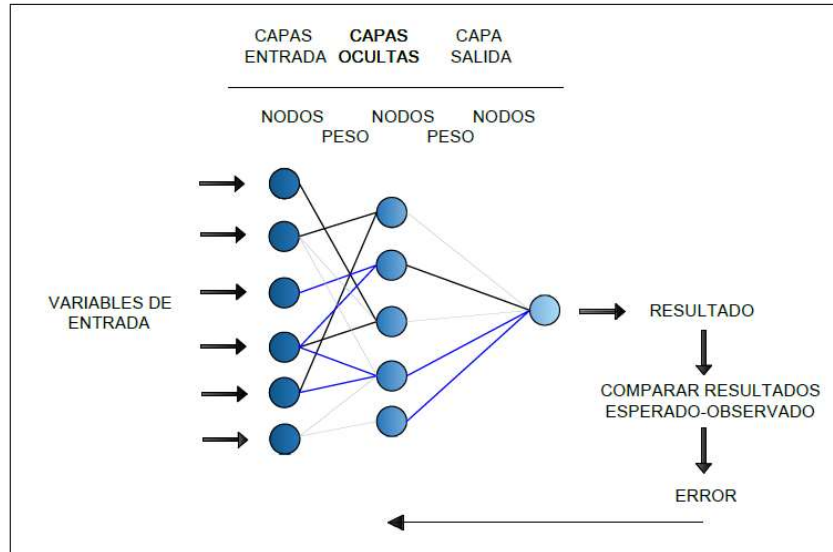 CAPAS ENTRADA
CAPAS OCULTAS
CAPA SALIDA
NODOS
PESO
NODOS
PESO
NODOS
VARIABLES DE
ENTRADA
RESULTADO
COMPARAR RESULTADOS
ESPERADO-OBSERVADO
ERROR